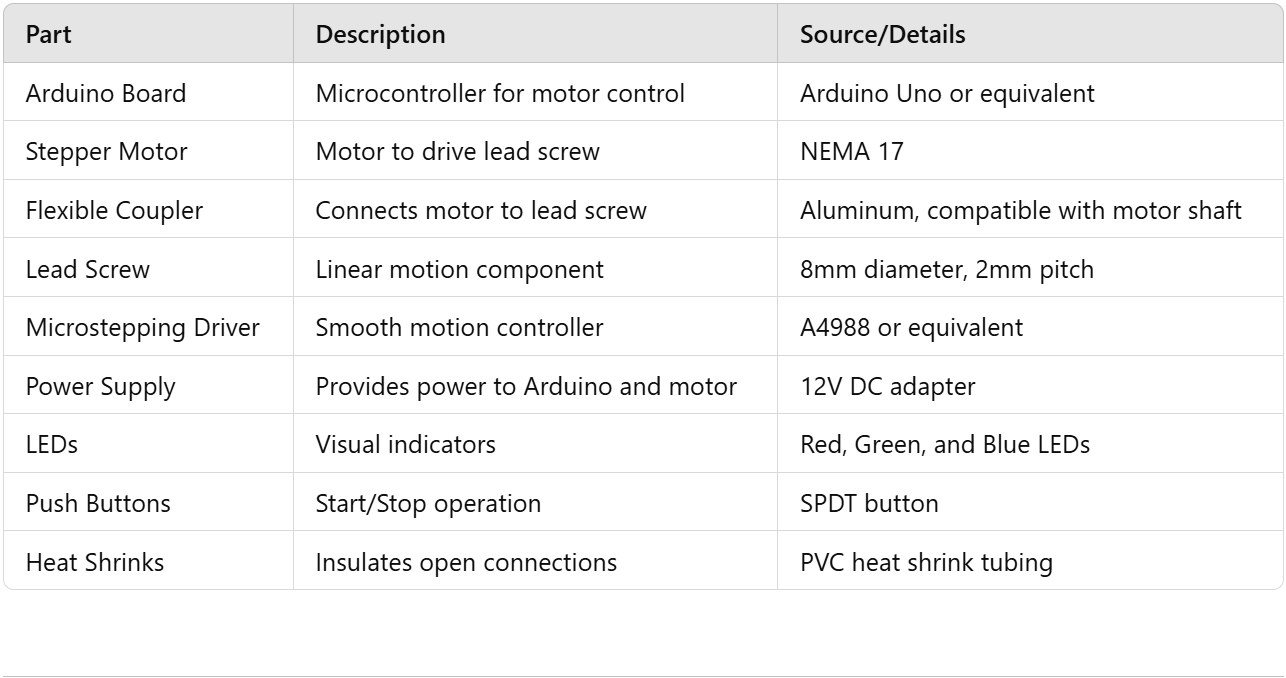 Part Description Source/Details
Arduino Board Microcontroller for motor control Arduino Uno or equivalent
Stepper Motor Motor to drive lead screw NEMA 17
Flexible Coupler Connects motor to lead screw Aluminum, compatible with motor shaft
Lead Screw Linear motion component 8mm diameter, 2mm pitch
Microstepping Driver Smooth motion controller A4988 or equivalent
Power Supply Provides power to Arduino and motor 12V DC adapter
LEDs Visual indicators Red, Green, and Blue LEDs
Push Buttons Start/Stop operation SPDT button
Heat Shrinks Insulates open connections PVC heat shrink tubing